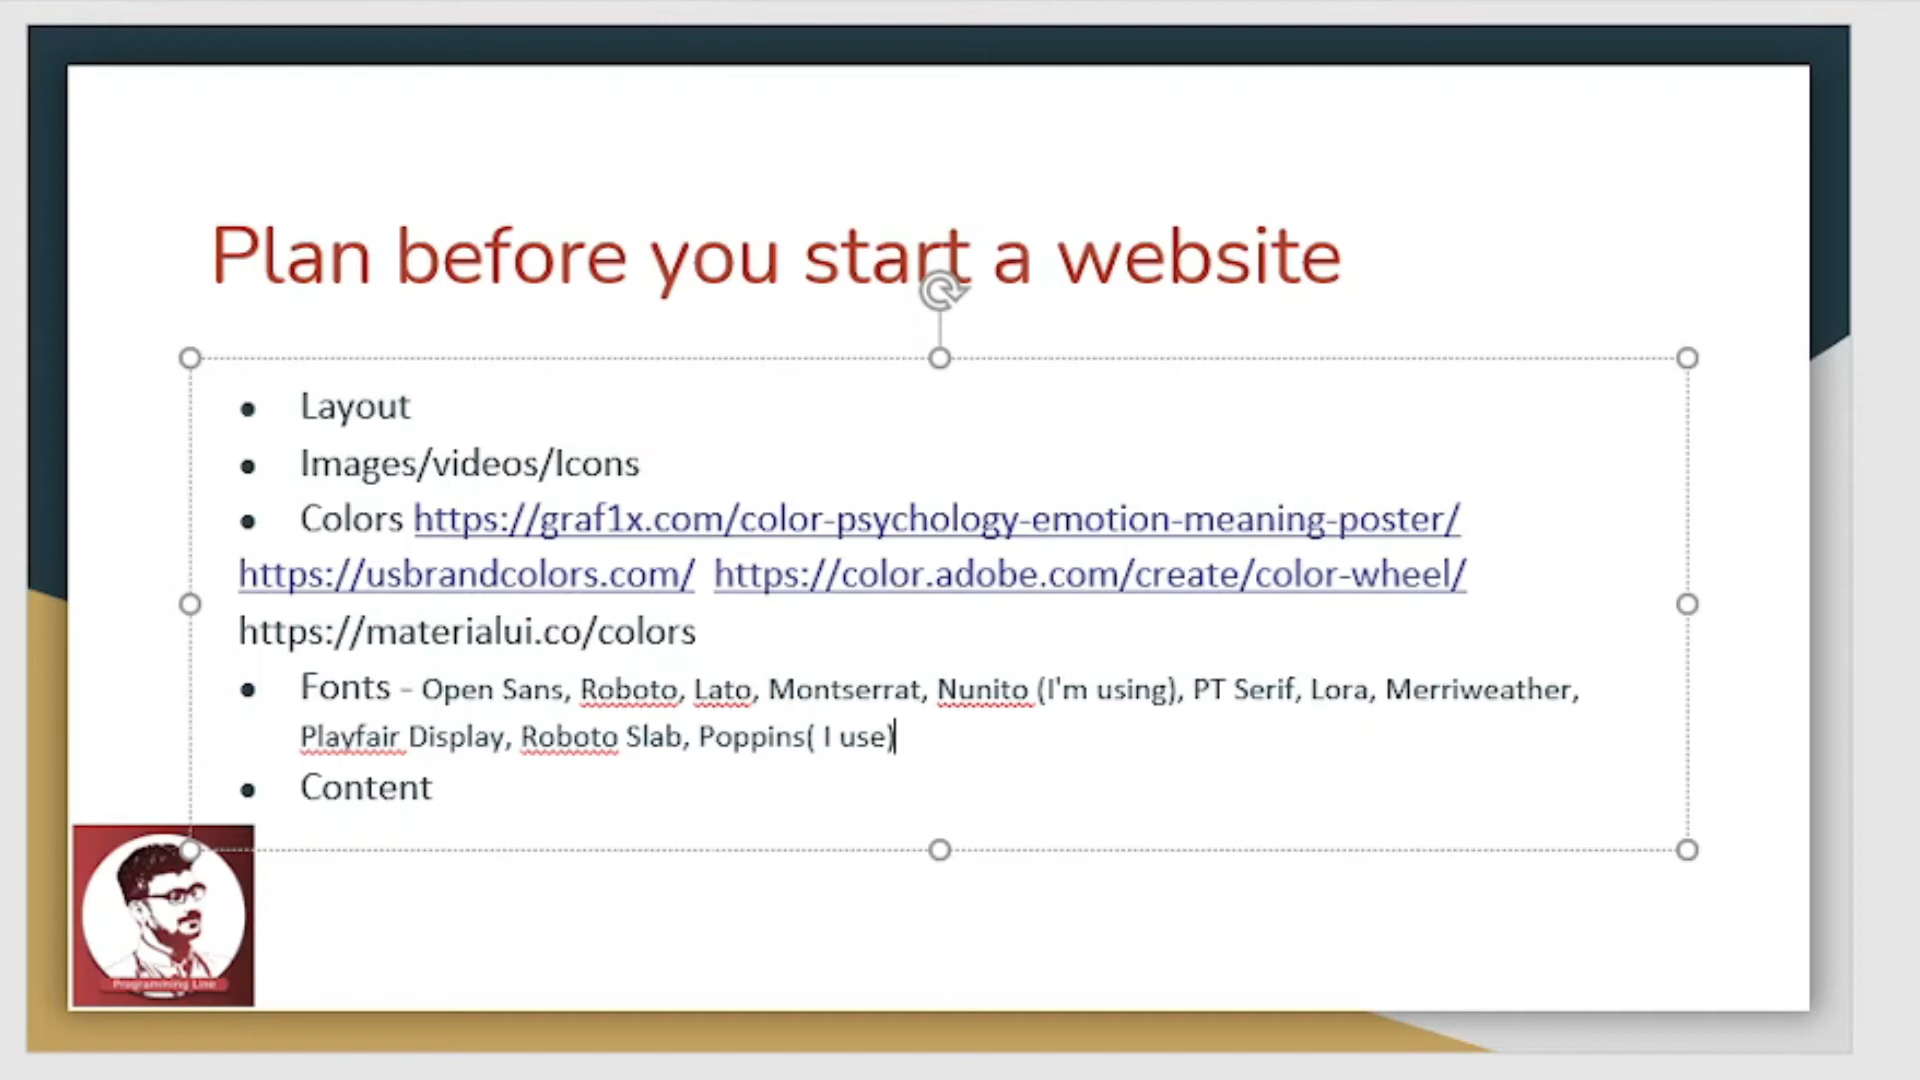 Plan before you start a website
● Layout
● Images/videos/Icons
● Colors https://graf1x.com/color-psychology-emotion-meaning-poster/
https://usbrandcolors.com/ https://color.adobe.com/create/color-wheel/
https://materialui.co/colors
● Fonts – Open Sans, Roboto, Lato, Montserrat, Nunito (I'm using), PT Serif, Lora, Merriweather,
Playfair Display, Roboto Slab, Poppins( I use)
● Content
Programining Line